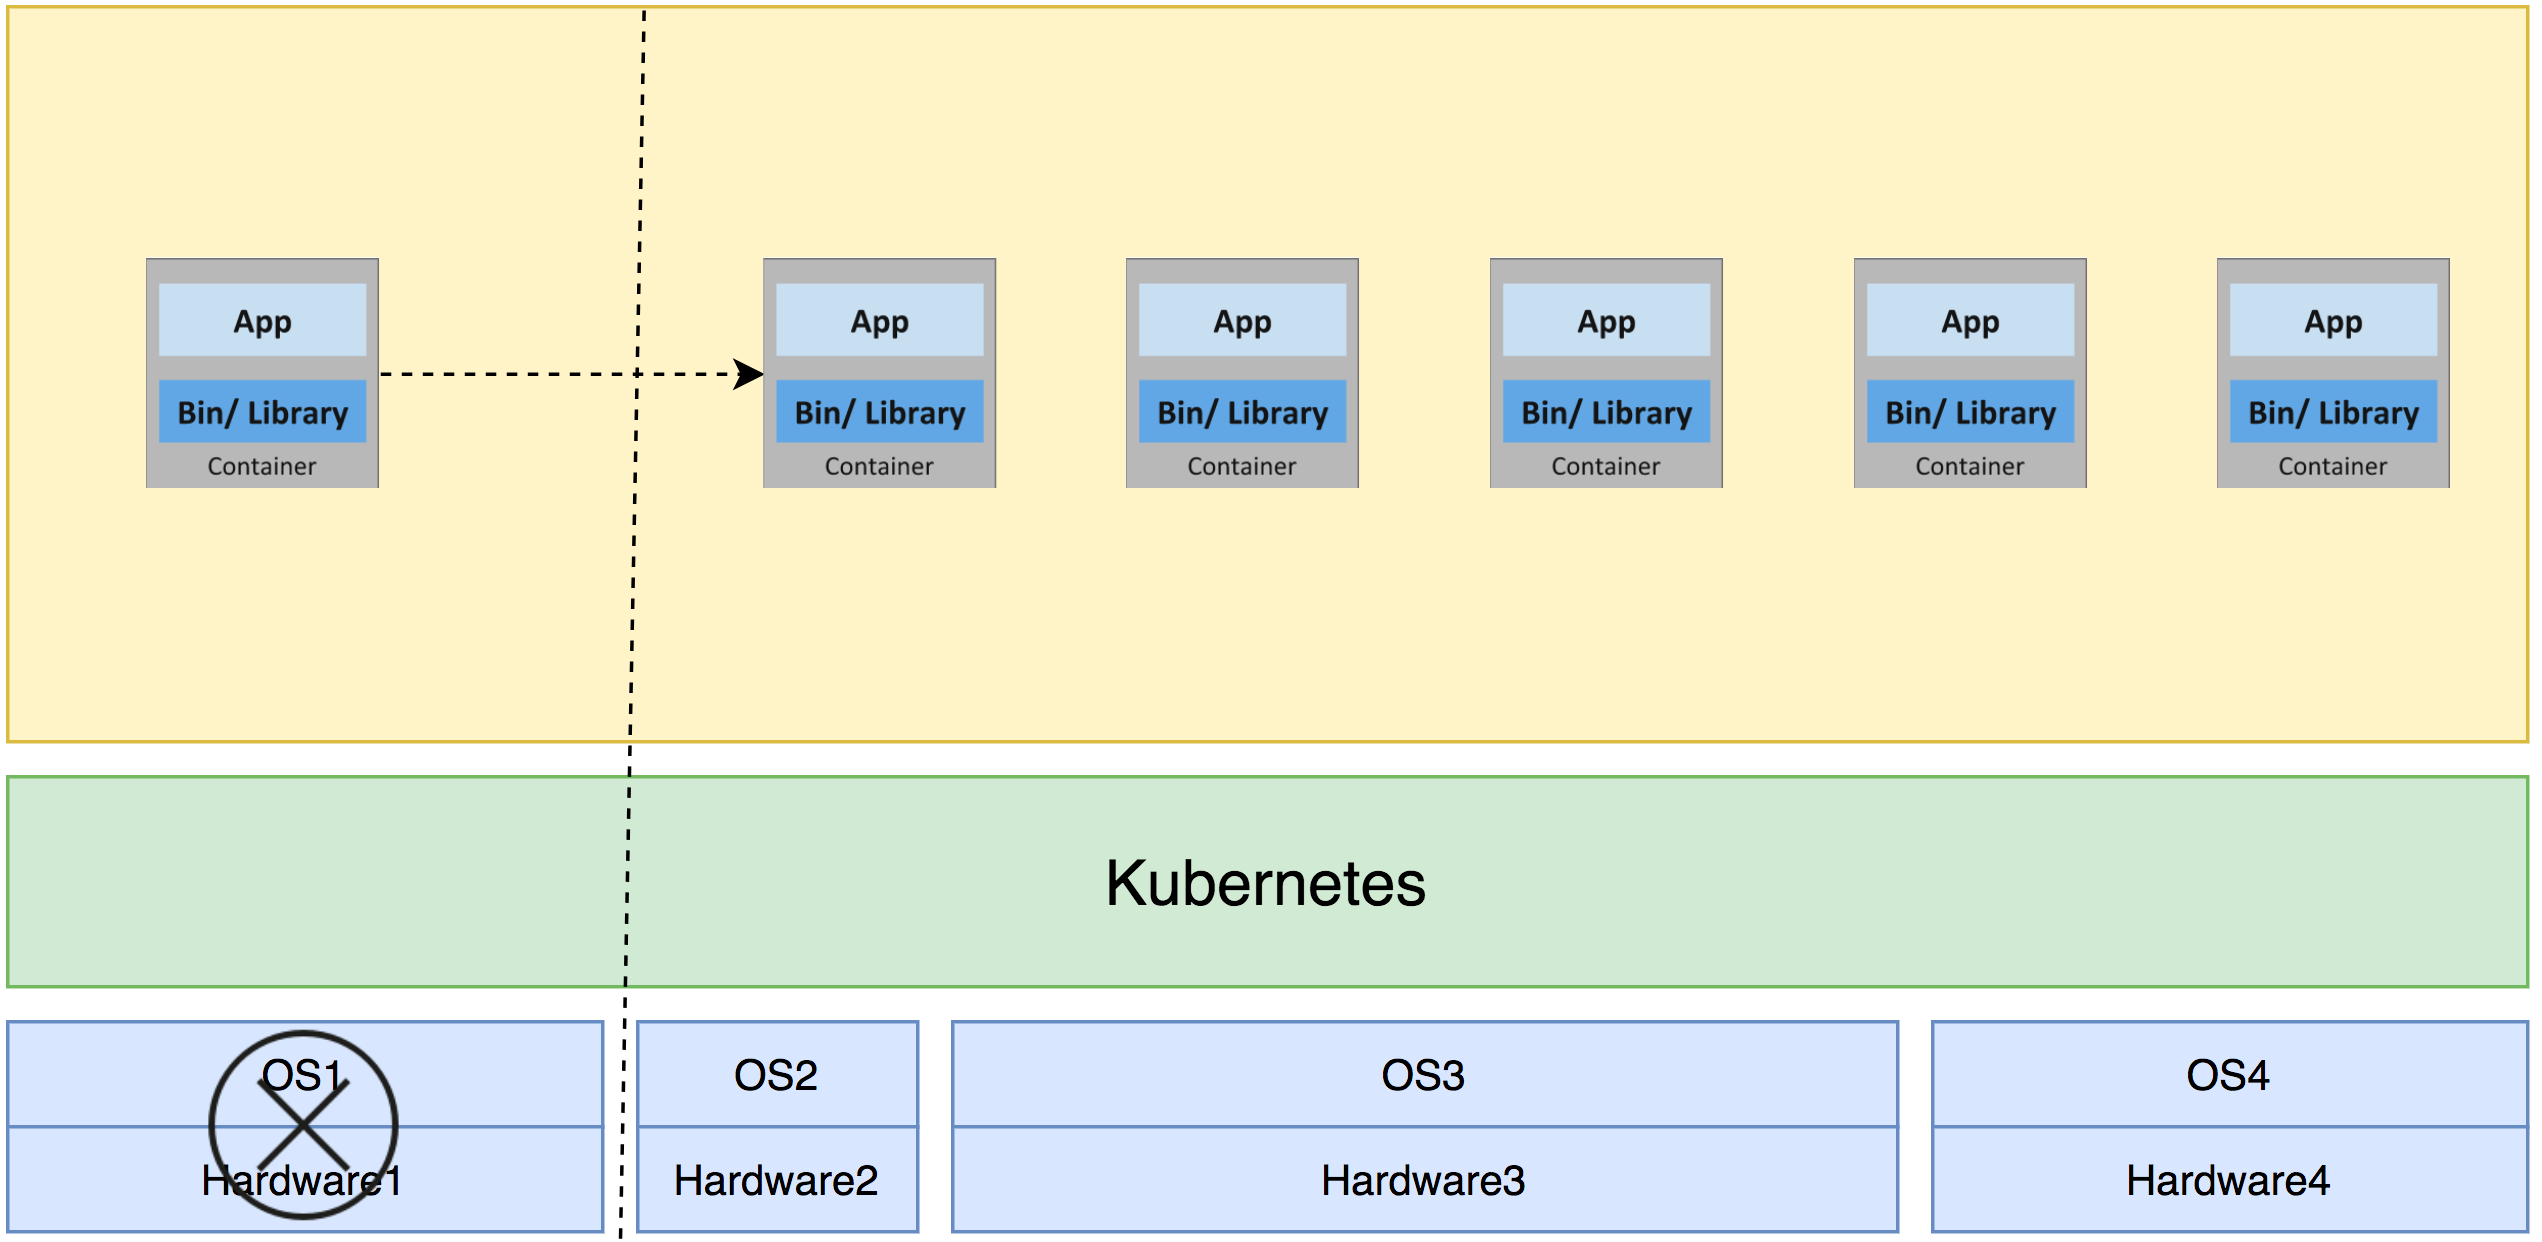 App
Bin/ Library
Container
App
Bin/ Library
Container
App
Bin/ Library
Container
App
Bin/ Library
Container
App
Bin/ Library
Container
App
Bin/ Library
Container
Kubernetes
OS1
Hardware1
OS2
Hardware2
OS3
Hardware3
OS4
Hardware4